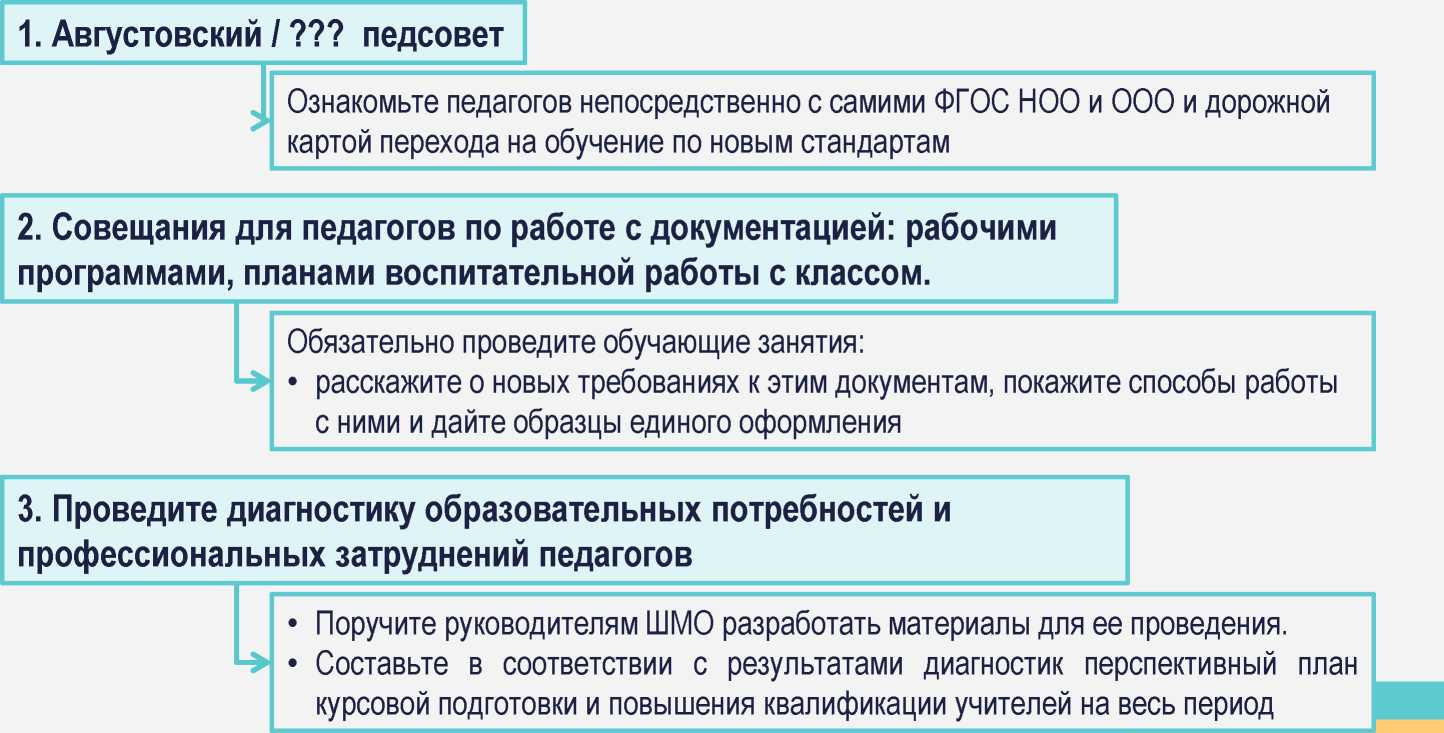 1. Августовский / ??? педсовет
Ознакомьте педагогов непосредственно с самими ФГОС НОО и ООО и дорожной
картой перехода на обучение по новым стандартам
2. Совещания для педагогов по работе с документацией: рабочими
программами, планами воспитательной работы с классом.
Обязательно проведите обучающие занятия:
• расскажите о новых требованиях к этим документам, покажите способы работы
с ними и дайте образцы единого оформления
3. Проведите диагностику образовательных потребностей и
профессиональных затруднений педагогов
• Поручите руководителям ШМО разработать материалы для ее проведения.
• Составьте в соответствии с результатами диагностик перспективный план
курсовой подготовки и повышения квалификации учителей на весь период